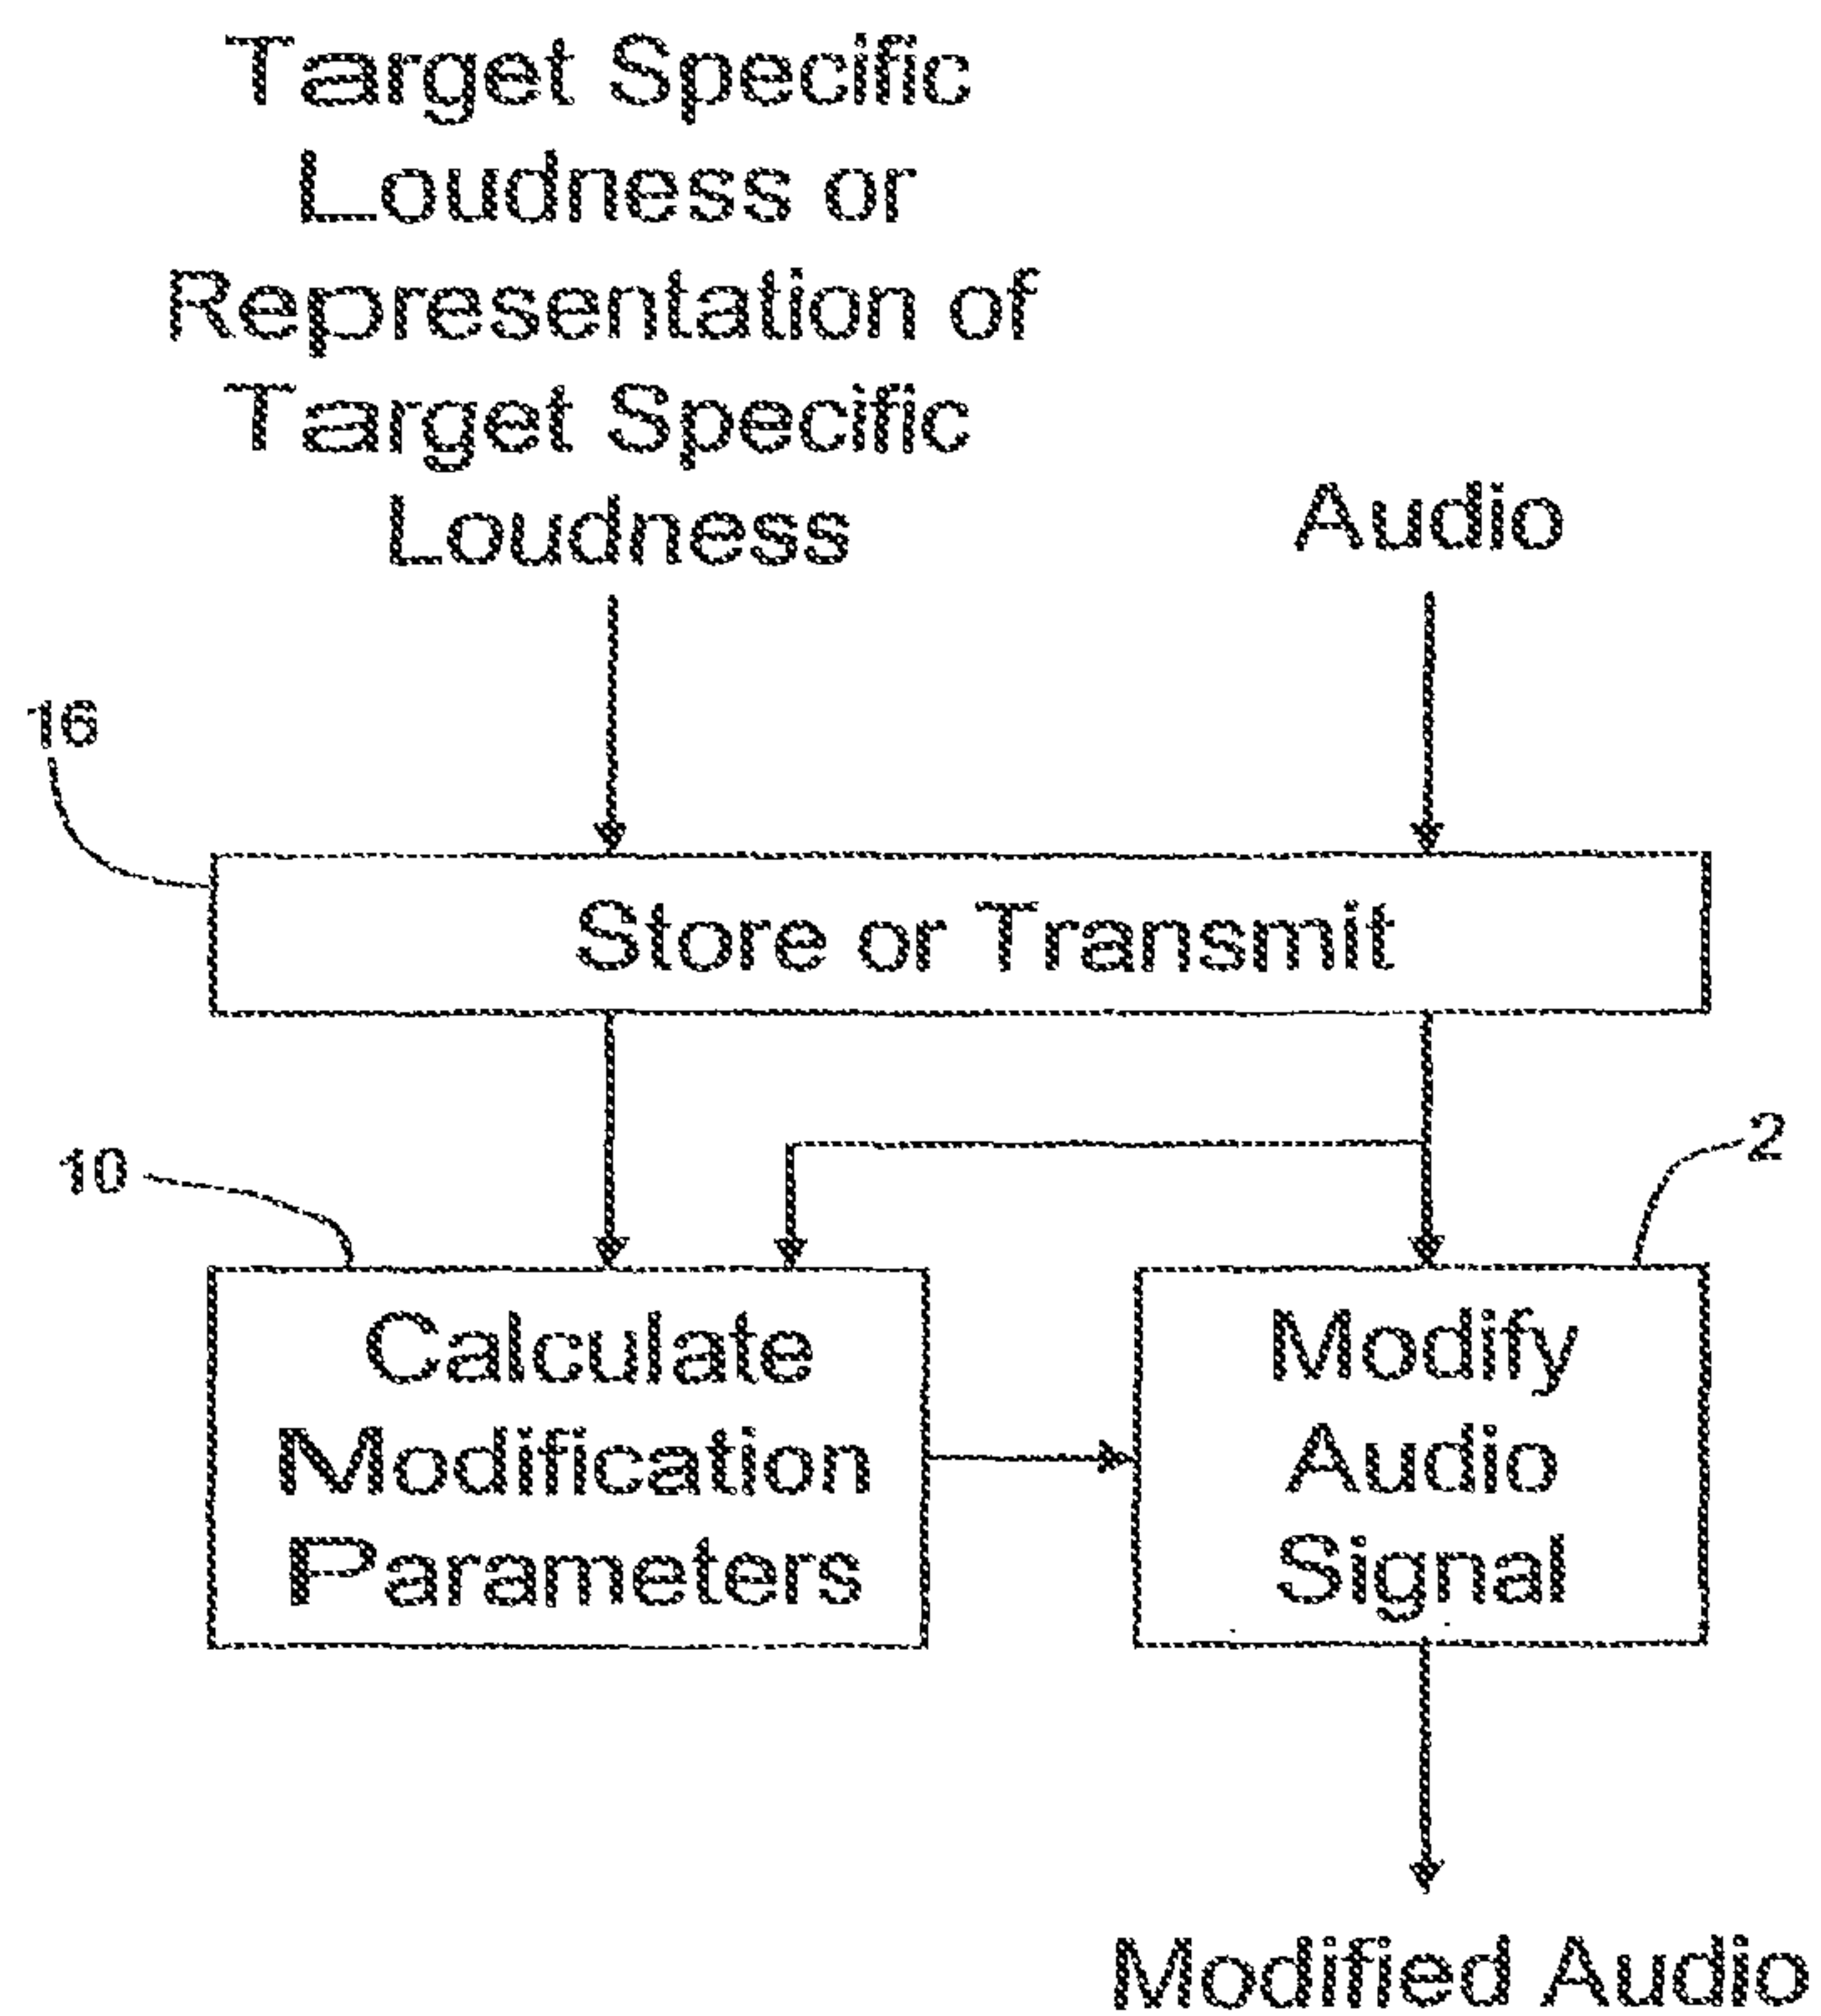 Target Specific
Loudness or
Representation of
Target Specific
Loudness
Audio
16
Store or Transmit
10
2
Calculate
Modification
Parameters
Modify
Audio
Signal
Modified Audio